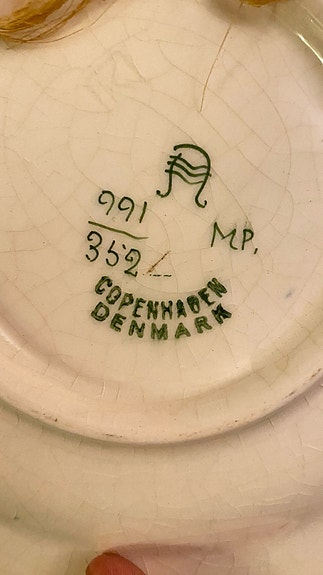 991
352
MP.
COPENHAGEN
DENMARK